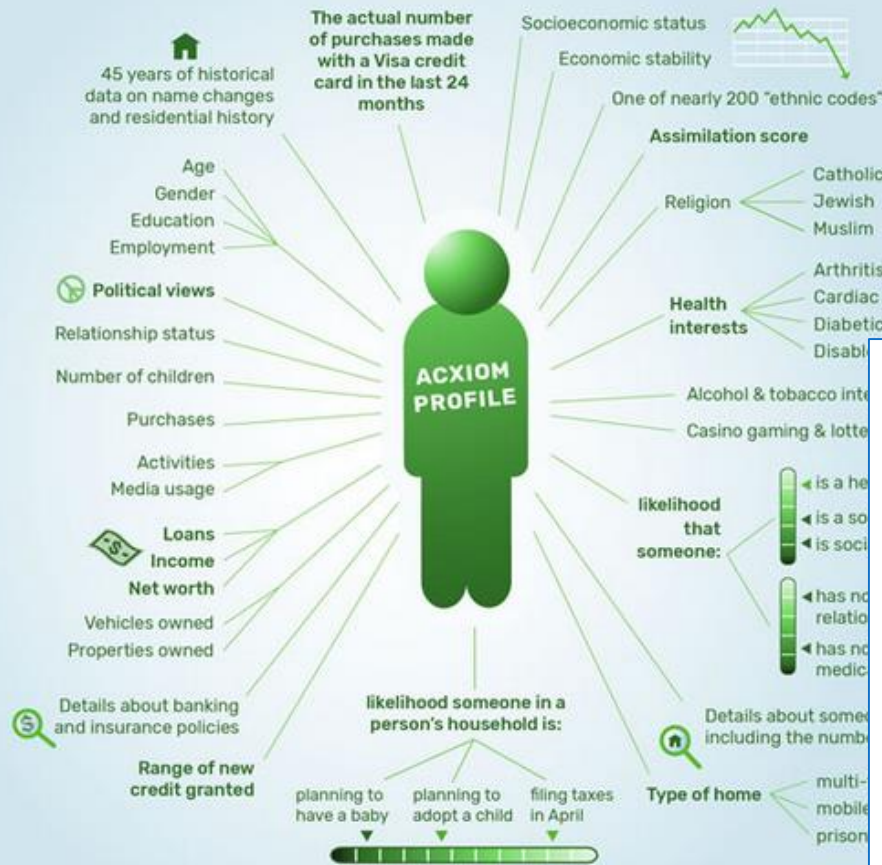 The actual number
of purchases made
with a Visa credit
card in the last 24
months
45 years of historical
data on name changes
and residential history
Age
Gender
Education
Employment
Political views
Relationship status
Number of children
Purchases
Activities
Media usage
Loans
Income
Net worth
Vehicles owned
Properties owned
Details about banking
and insurance policies
Range of new
credit granted
ACXIOM
PROFILE
likelihood someone in a
person's household is:
planning to
have a baby
planning to
adopt a child
filing taxes
in April
Socioeconomic status
Economic stability
One of nearly 200 "ethnic codes"
Assimilation score
Religion
Catholic
Jewish
Muslim
Health
interests
Arthritis
Cardiac
Diabetic
Alcohol & tobacco
Casino gaming &
likelihood
that
someone:
is a
is a
is
has
has
Details about
including the
Type of home
$
$